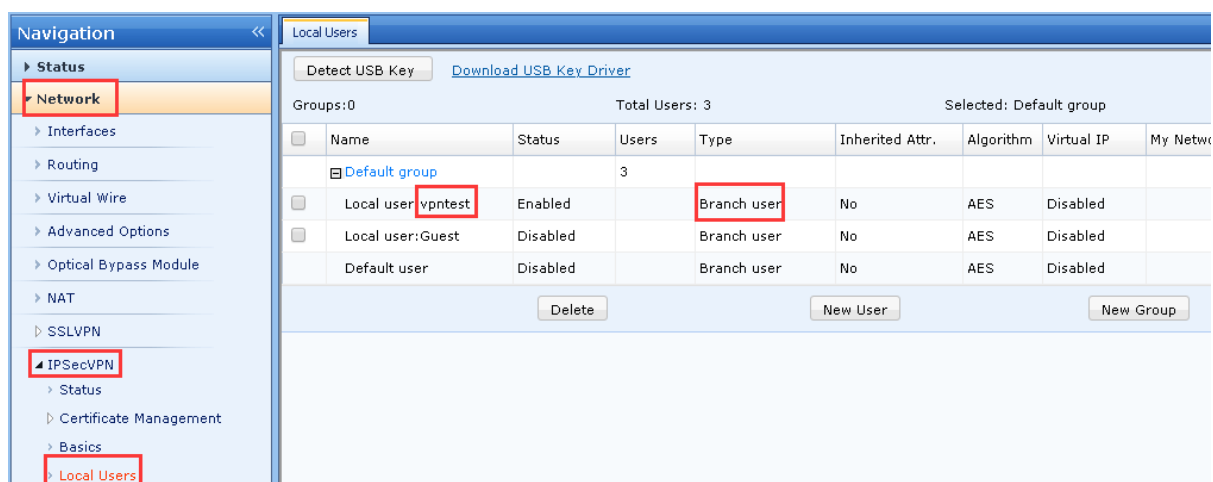 Navigation
Status
Network
Interfaces
Routing
Virtual Wire
Advanced Options
Optical Bypass Module
NAT
SSLVPN
IPSecVPN
Status
Certificate Management
Basics
Local Users
Local Users
Detect USB Key Download USB Key Driver
Groups:0 Total Users: 3 Selected: Default group
Name Status Users Type Inherited Attr. Algorithm Virtual IP My Netwo
Default group 3
Local user:vpntest Enabled Branch user No AES Disabled
Local user:Guest Disabled Branch user No AES Disabled
Default user Disabled Branch user No AES Disabled
Delete New User New Group